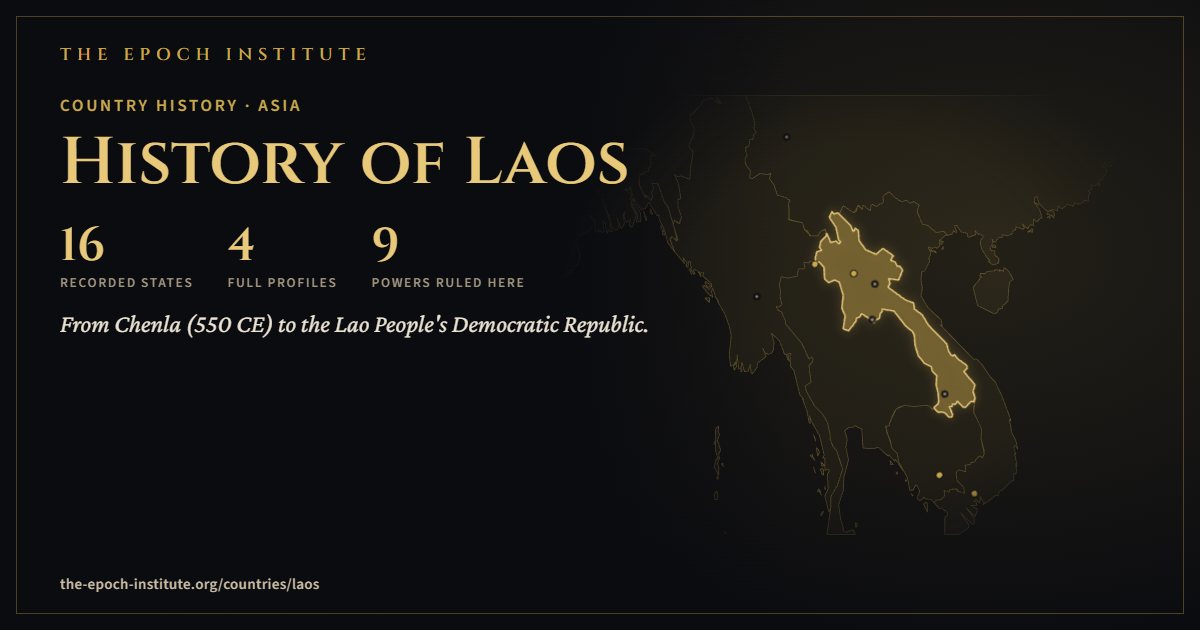 THE EPOCH INSTITUTE
COUNTRY HISTORY · ASIA
History of Laos
16 4 9
RECORDED STATES FULL PROFILES POWERS RULED HERE
From Chenla (550 CE) to the Lao People's Democratic Republic.
the-epoch-institute.org/countries/laos